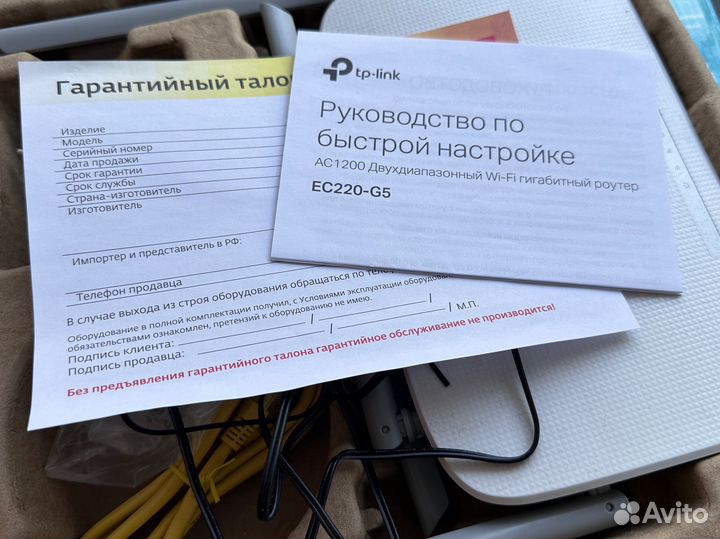 Гарантийный талон
Изделие
Модель
Серийный номер
Дата продажи
Срок гарантии
Срок службы
Страна-изготовитель
Изготовитель
Импортер и представитель в РФ:
Телефон продавца
В случае выхода из строя оборудования обращаться по
Оборудование в полной комплектации получил, с Условиями эксплуатации оборудования
обязательствами ознакомлен, претензий к оборудованию не имею.
Подпись клиента: / /
Подпись продавца: / / М.П.
Без предъявления гарантийного талона гарантийное обслуживание не производится!
tp-link
Руководство по
быстрой настройке
AC1200 Двухдиапазонный Wi-Fi гигабитный роутер
EC220-G5
Avito